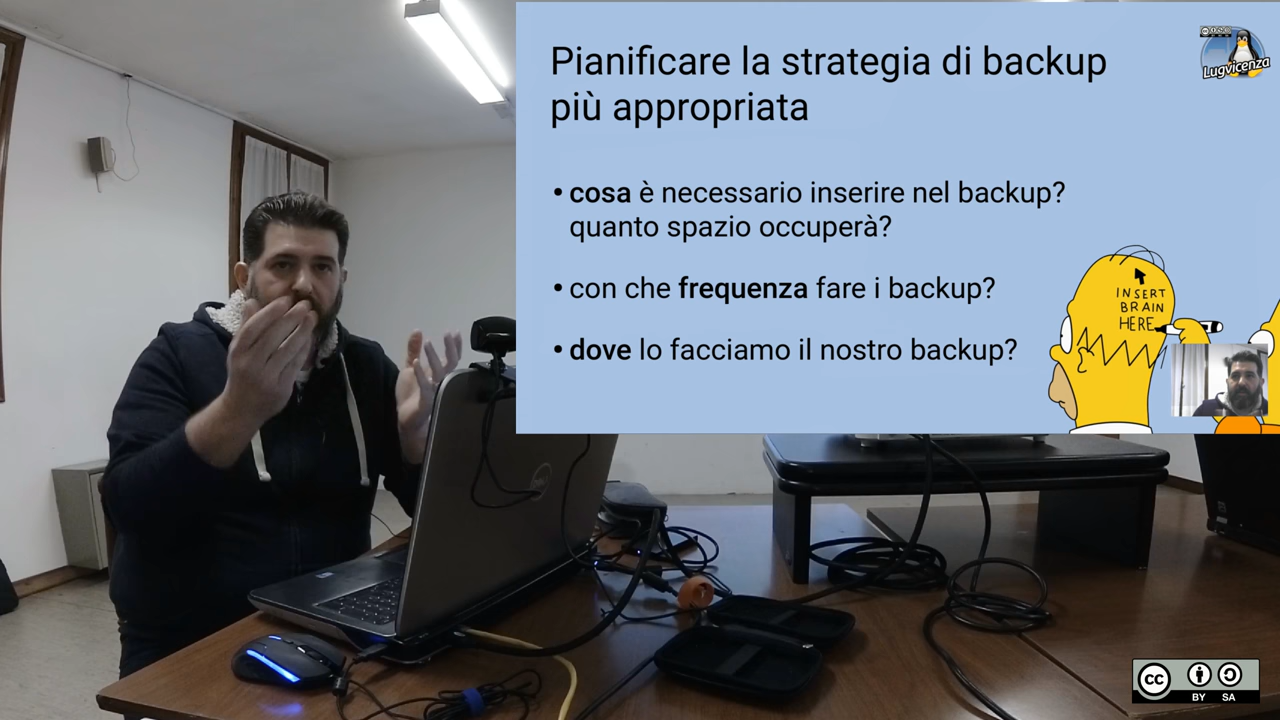 Pianificare la strategia di backup
più appropriata
Lugvicenza
• cosa è necessario inserire nel backup?
quanto spazio occuperà?
• con che frequenza fare i backup?
• dove lo facciamo il nostro backup?
INSERT
BRAIN
HERE
cc
BY SA